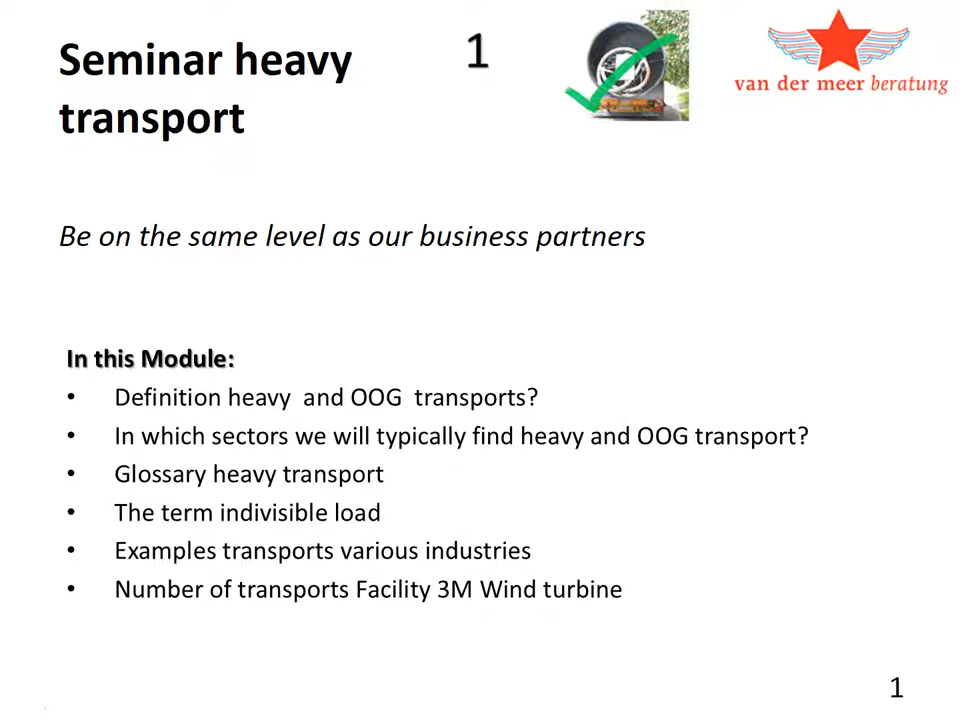 Seminar heavy
transport
1
van der meer beratung
Be on the same level as our business partners
In this Module:
• Definition heavy and OOG transports?
• In which sectors we will typically find heavy and OOG transport?
• Glossary heavy transport
• The term indivisible load
• Examples transports various industries
• Number of transports Facility 3M Wind turbine
1